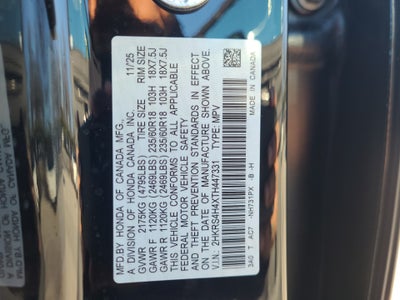 MFD.BY HONDA OF CANADA MFG.,
A DIVISION OF HONDA CANADA INC. 11/25
GVWR 2175KG (4795LBS) TIRE SIZE RIM SIZE
GAWR F 1120KG (2469LBS) 235/60R18 103H 18X7.5J
GAWR R 1120KG (2469LBS) 235/60R18 103H 18X7.5J
THIS VEHICLE CONFORMS TO ALL APPLICABLE
FEDERAL MOTOR VEHICLE SAFETY
AND THEFT PREVENTION STANDARDS IN EFFECT
ON THE DATE OF MANUFACTURE SHOWN ABOVE.
V.I.N. 2HKRS4H4XTH447331 TYPE: MPV
3A0 T AC7 -NH731PX -B -H MADE IN CANADA